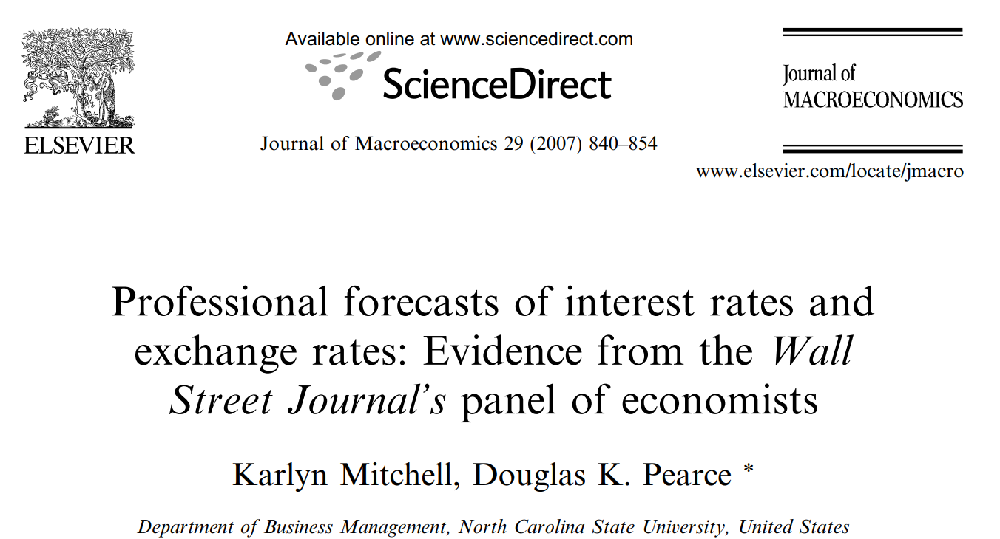 Available online at www.sciencedirect.com
ScienceDirect
Journal of
MACROECONOMICS
NON SOLUS
ELSEVIER
Journal of Macroeconomics 29 (2007) 840–854
www.elsevier.com/locate/jmacro
Professional forecasts of interest rates and
exchange rates: Evidence from the Wall
Street Journal’s panel of economists
Karlyn Mitchell, Douglas K. Pearce *
Department of Business Management, North Carolina State University, United States